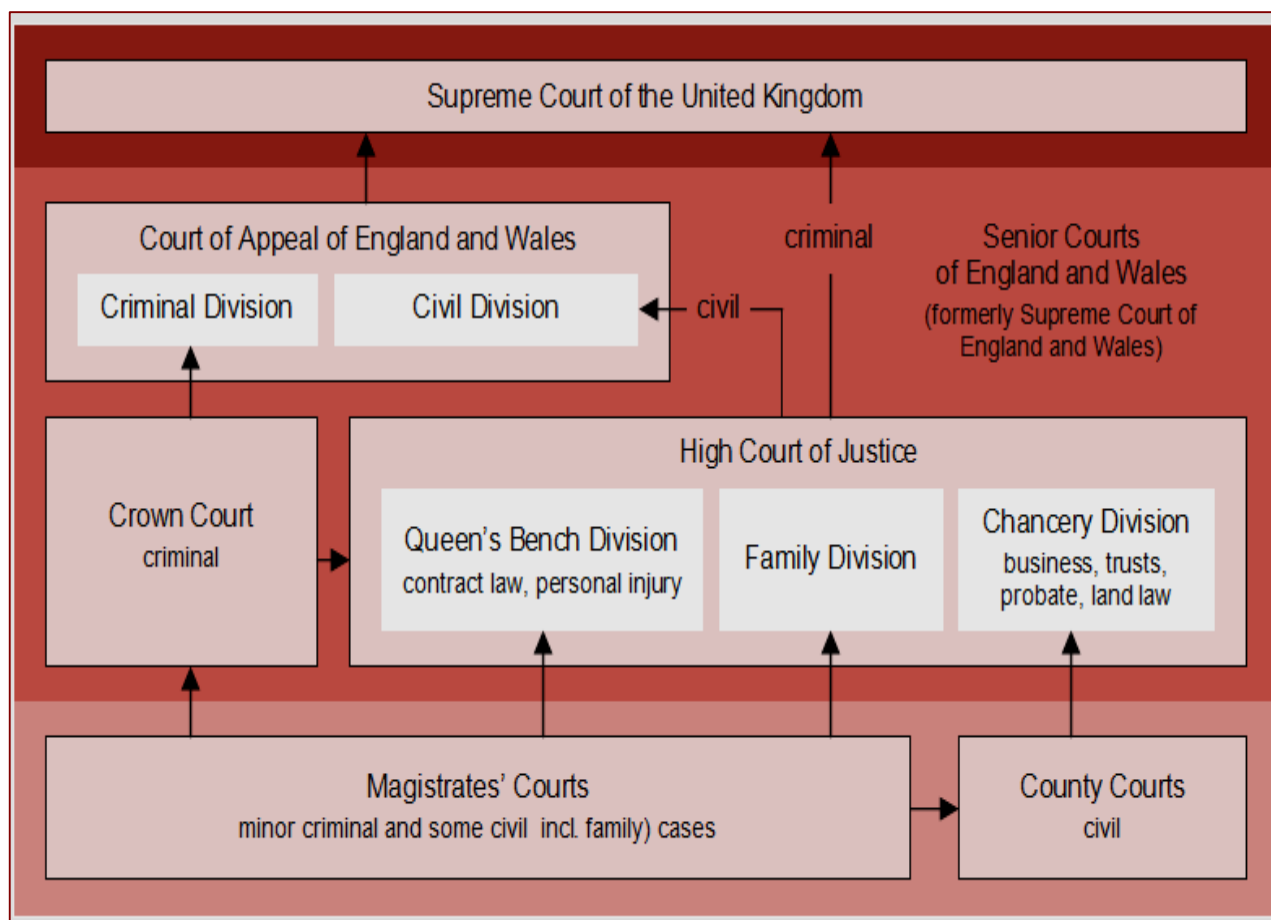 Supreme Court of the United Kingdom
Court of Appeal of England and Wales
Criminal Division
Civil Division
civil
criminal
Senior Courts
of England and Wales
(formerly Supreme Court of
England and Wales)
Crown Court
criminal
High Court of Justice
Queen's Bench Division
contract law, personal injury
Family Division
Chancery Division
business, trusts,
probate, land law
Magistrates' Courts
minor criminal and some civil incl. family) cases
County Courts
civil